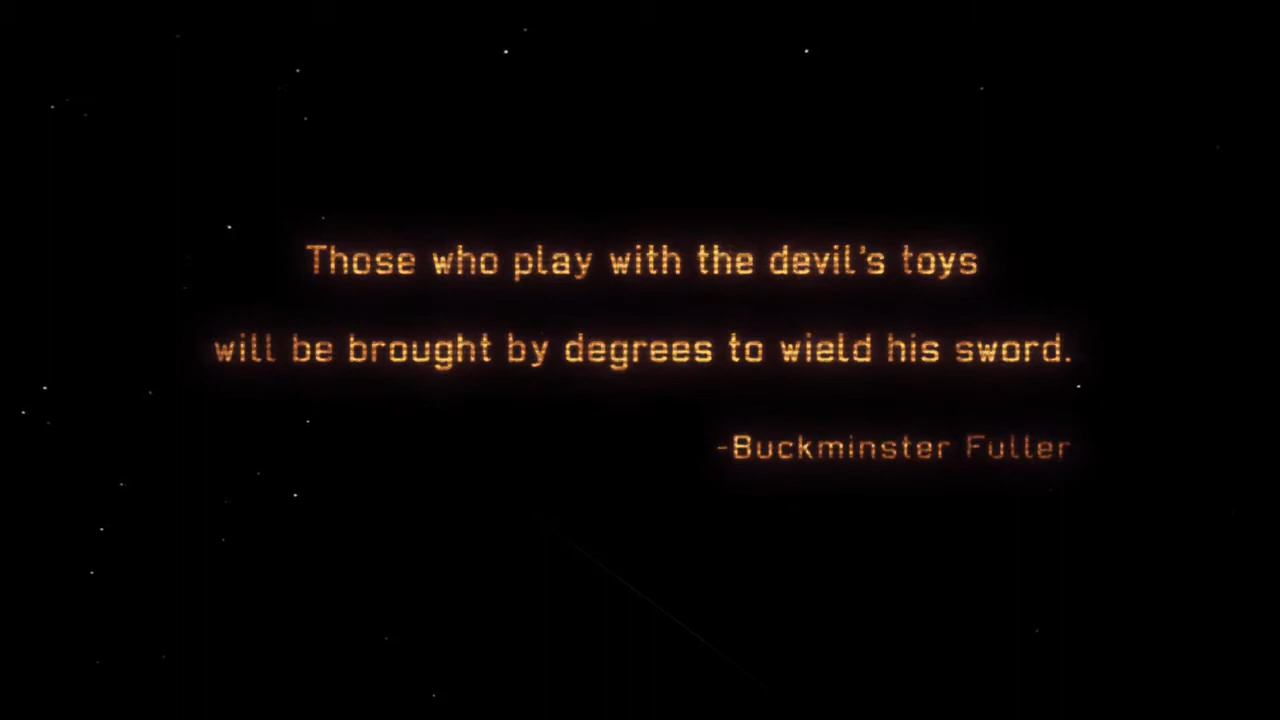 Those who play with the devil's toys
will be brought by degrees to wield his sword.
-Buckminster Fuller